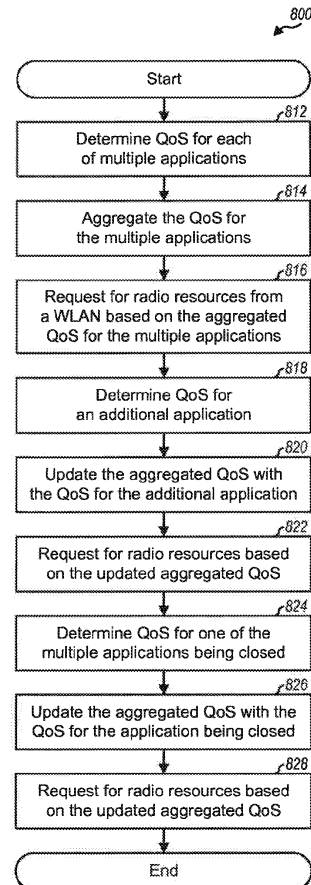 800
Start
812
Determine QoS for each
of multiple applications
814
Aggregate the QoS for
the multiple applications
816
Request for radio resources from
a WLAN based on the aggregated
QoS for the multiple applications
818
Determine QoS for
an additional application
820
Update the aggregated QoS with
the QoS for the additional application
822
Request for radio resources based
on the updated aggregated QoS
824
Determine QoS for one of the
multiple applications being closed
826
Update the aggregated QoS with the
QoS for the application being closed
828
Request for radio resources based
on the updated aggregated QoS
End